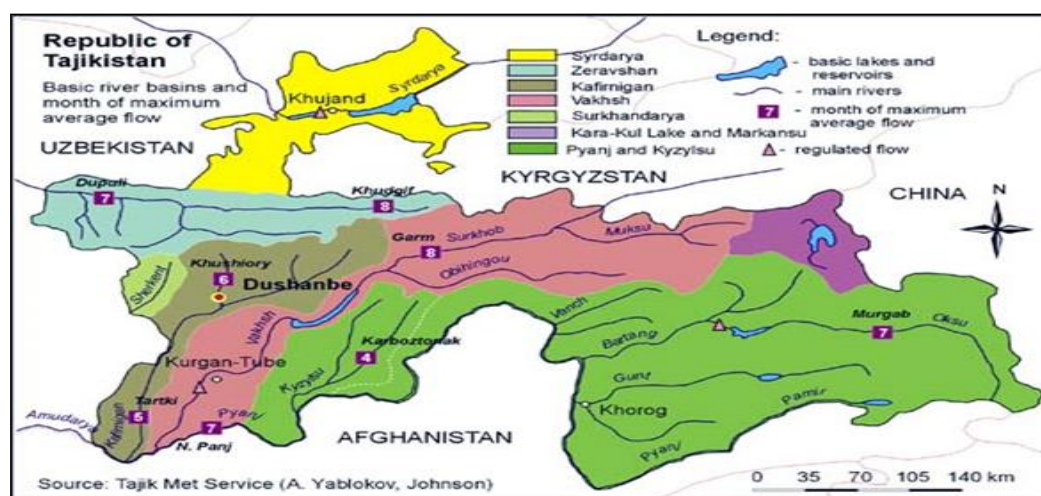 Republic of
Tajikistan
Basic river basins and
month of maximum
average flow
Syrdarya
Zeravshan
Kafirnigan
Vakhsh
Surkhandarya
Kara-Kul Lake and Markansu
Pyanj and Kyzylsu
Legend:
- basic lakes and
reservoirs
- main rivers
7
- month of maximum
average flow
- regulated flow
Khujand
Syrdarya
UZBEKISTAN
KYRGYZSTAN
CHINA
N
Dupuli
7
Khudgif
8
Garm
8
Surkhob
Muksu
Obihingou
Khushiory
6
Sherkent
Dushanbe
Vakhsh
Vanch
Bartang
Murgab
7
Oksu
Karboztonak
4
Kyzylsu
Kurgan-Tube
Gunt
Khorog
Pamir
Tartki
5
Kafirnigan
Amudarya
Pyanj
7
N. Panj
AFGHANISTAN
Pyanj
Source: Tajik Met Service (A. Yablokov, Johnson)
0 35 70 105 140 km